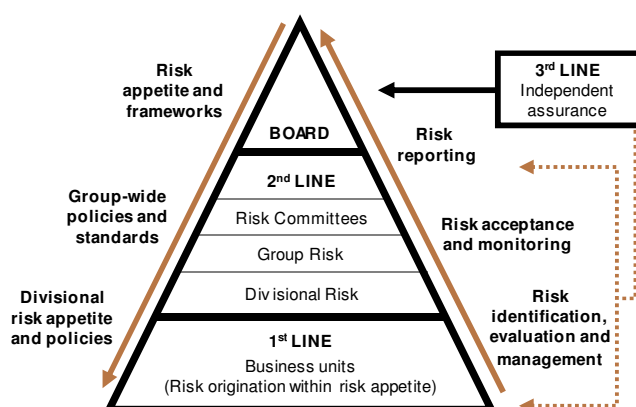 Risk
appetite and
frameworks
Group-wide
policies and
standards
Divisional
risk appetite
and policies
BOARD
2nd LINE
Risk Committees
Group Risk
Divisional Risk
1st LINE
Business units
(Risk origination within risk appetite)
3rd LINE
Independent
assurance
Risk
reporting
Risk acceptance
and monitoring
Risk
identification,
evaluation and
management